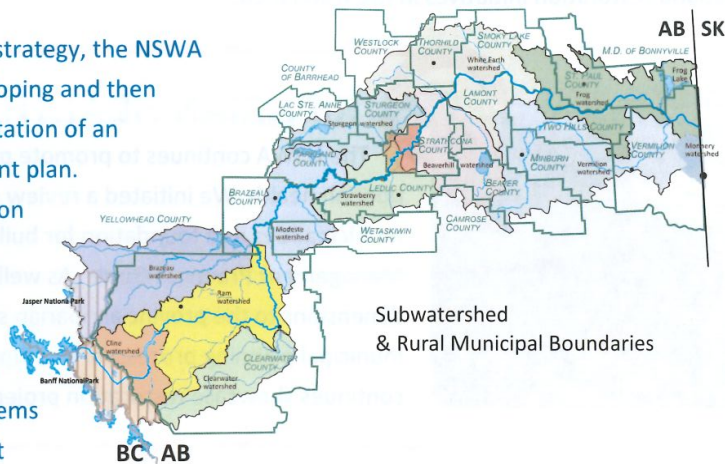 strategy, the NSWA
pping and then
tation of an
nt plan.
on
ems
t
AB SK
WESTLOCK COUNTY
THORHILD COUNTY
SMOKY LAKE COUNTY
M.D. OF BONNYVILLE
COUNTY OF BARRHEAD
White Earth watershed
ST. PAUL COUNTY
Frog Lake
Frog watershed
LAC STE. ANNE COUNTY
STURGEON COUNTY
LAMONT COUNTY
Sturgeon watershed
TWO HILLS COUNTY
PARKLAND COUNTY
STRATHCONA COUNTY
Beaverhill watershed
MINBURN COUNTY
Vermilion watershed
VERMILION COUNTY
Monnery watershed
BRAZEAU COUNTY
Strawberry watershed
LEDUC COUNTY
BEAVER COUNTY
YELLOWHEAD COUNTY
Modeste watershed
WETASKIWIN COUNTY
CAMROSE COUNTY
Brazeau watershed
Ram watershed
Jasper National Park
Subwatershed
& Rural Municipal Boundaries
Cline watershed
CLEARWATER COUNTY
Clearwater watershed
Banff National Park
BC AB